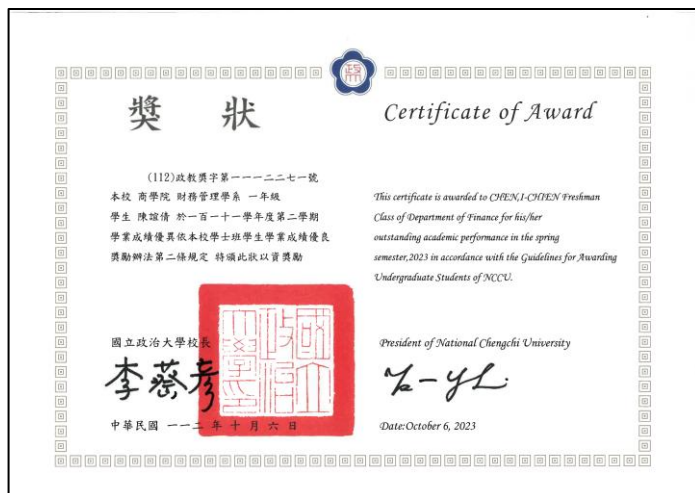 獎狀
(112)政教獎字第一一一二二七一號
本校 商學院 財務管理學系 一年級
學生 陳誼倩 於一百一十一學年度第二學期
學業成績優異依本校學士班學生學業成績優良
獎勵辦法第二條規定 特頒此狀以資獎勵
國立政治大學校長
李蔡彥
中華民國 一一二 年 十 月 六 日
國立政治大學印
Certificate of Award
This certificate is awarded to CHEN,I-CHIEN Freshman
Class of Department of Finance for his/her
outstanding academic performance in the spring
semester,2023 in accordance with the Guidelines for Awarding
Undergraduate Students of NCCU.
President of National Chengchi University
Date:October 6, 2023